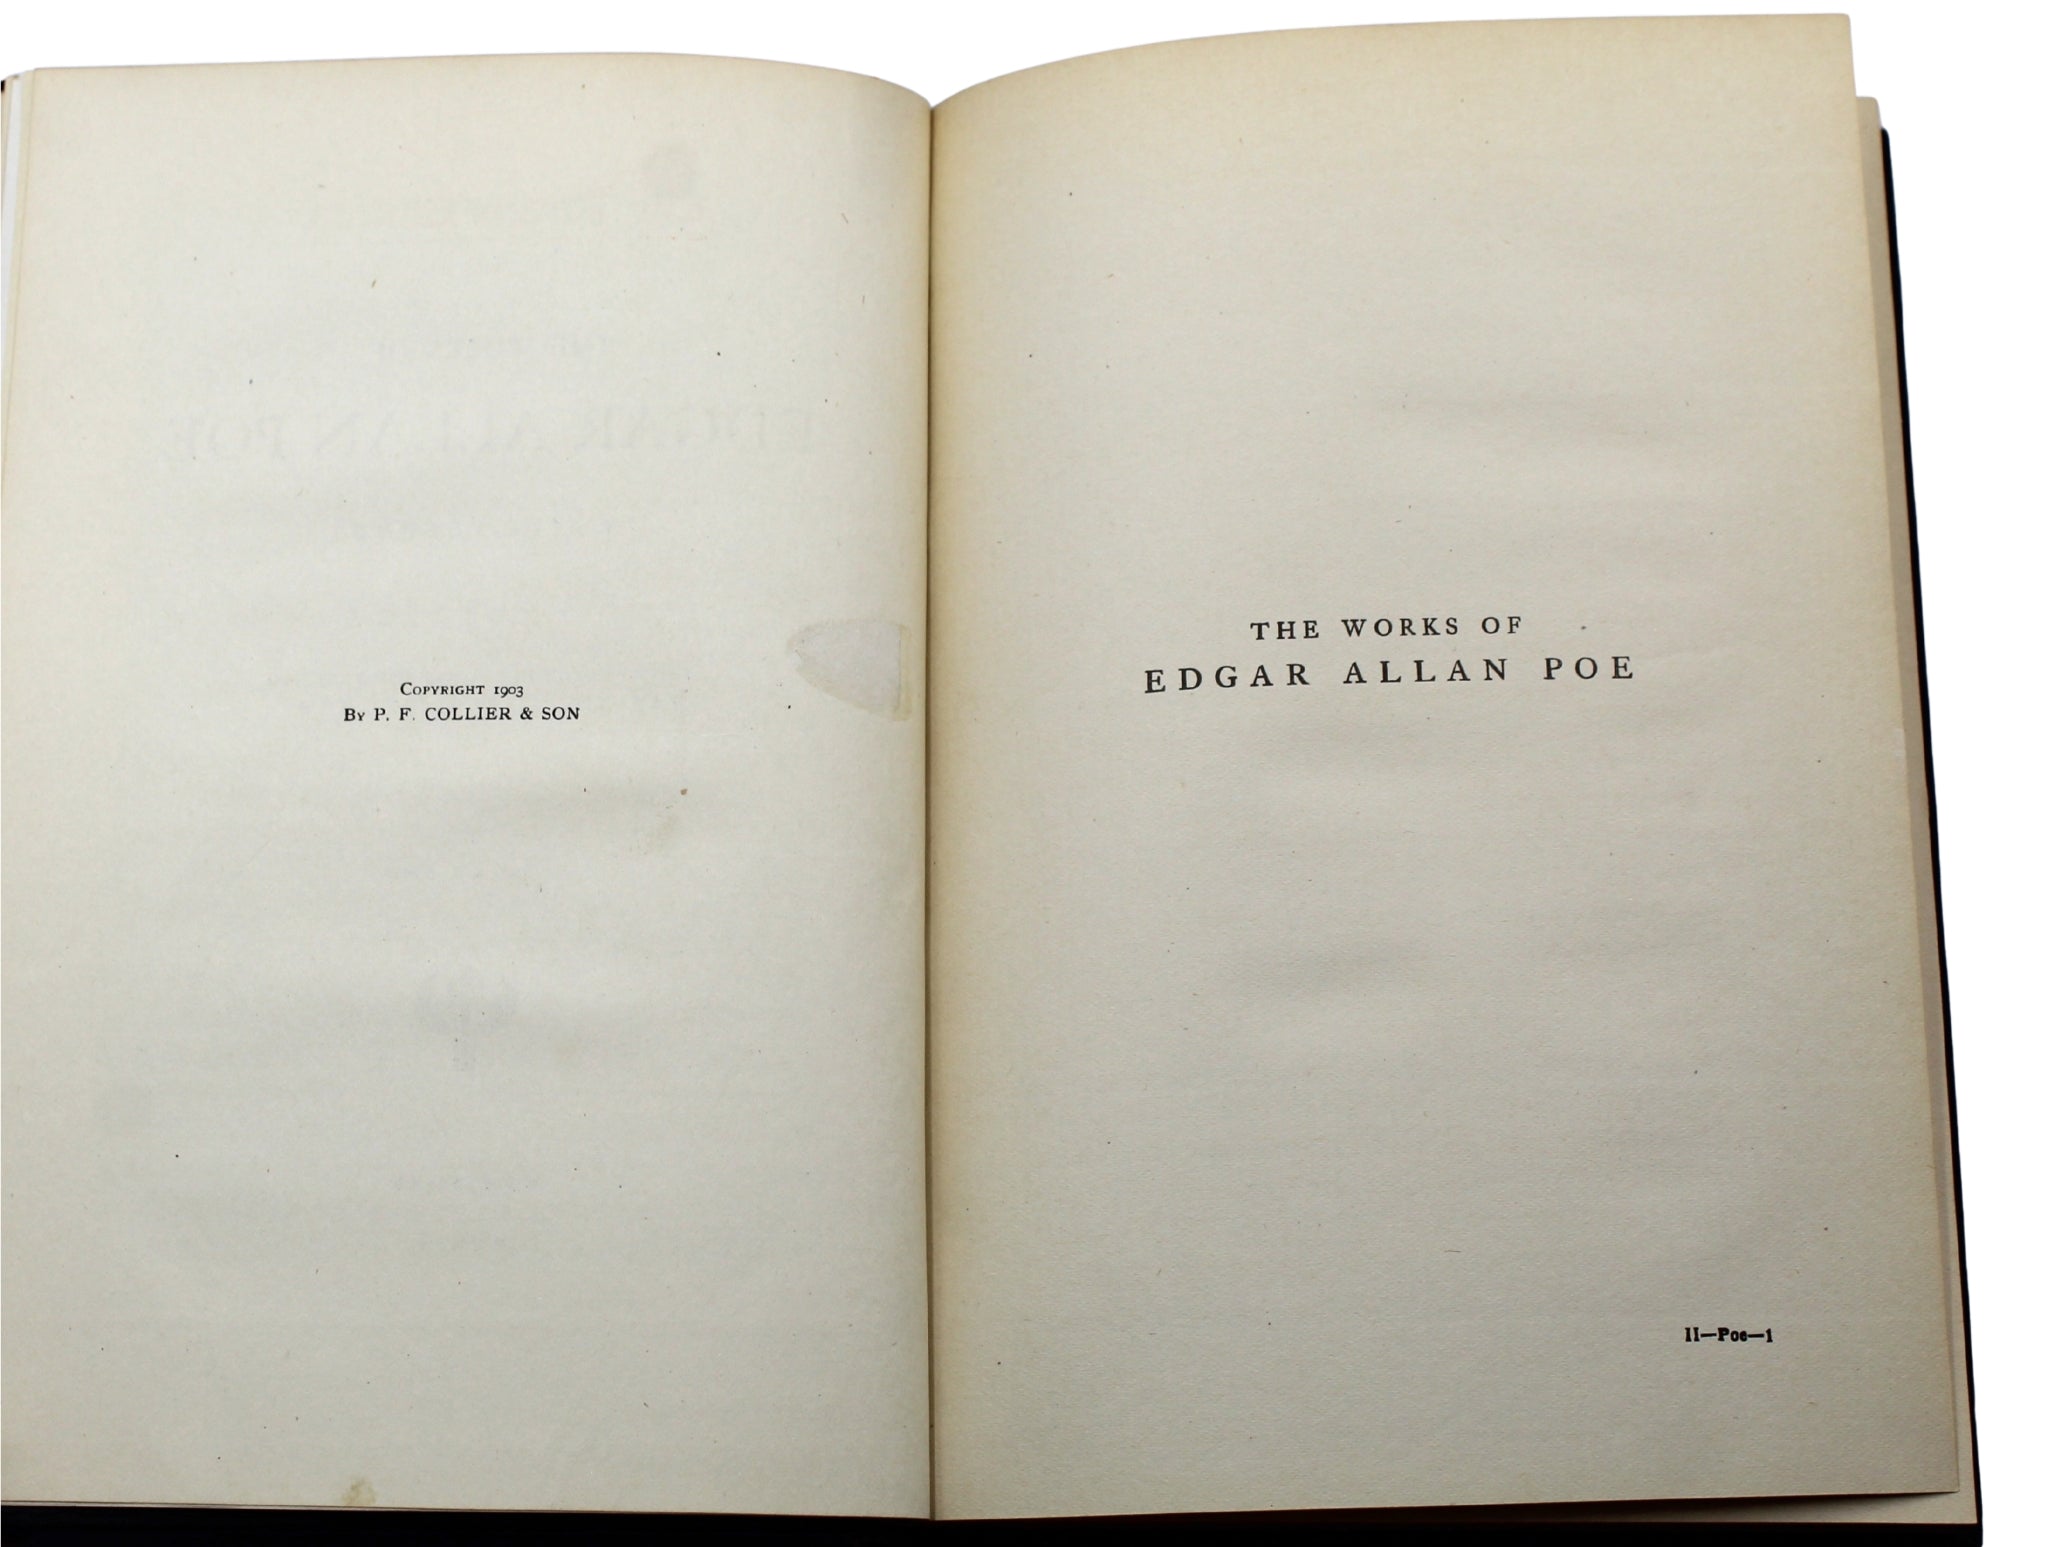 Copyright 1903
By P. F. COLLIER & SON
THE WORKS OF
EDGAR ALLAN POE
II—Poe—1